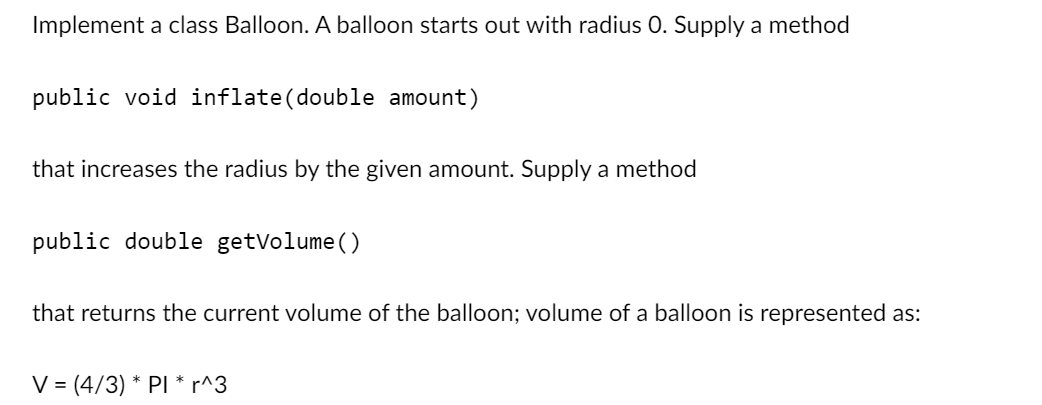 Implement a class Balloon. A balloon starts out with radius 0. Supply a method
public void inflate(double amount)
that increases the radius by the given amount. Supply a method
public double getVolume()
that returns the current volume of the balloon; volume of a balloon is represented as:
V = (4/3) * PI * r^3